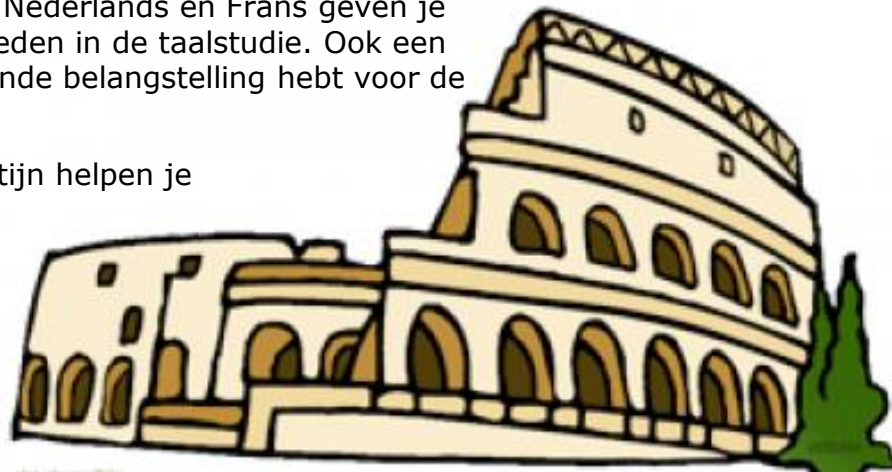 Nederlands en Frans geven je
eden in de taalstudie. Ook een
nde belangstelling hebt voor de
tijn helpen je